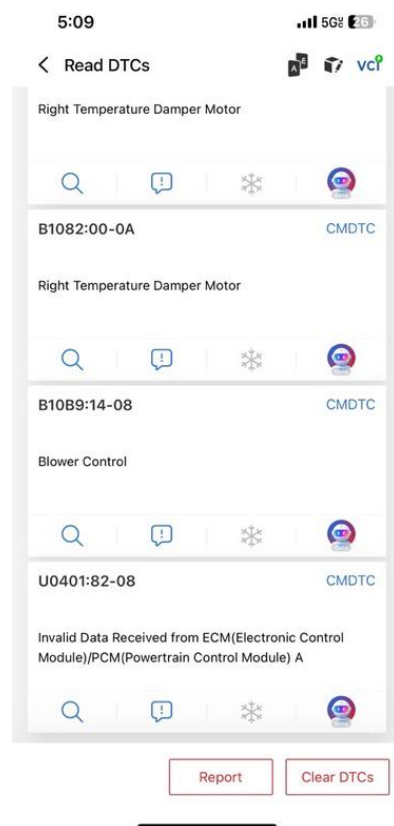 5:09
5G 26
Read DTCs
A E
vci
Right Temperature Damper Motor
B1082:00-0A
CMDTC
Right Temperature Damper Motor
B10B9:14-08
CMDTC
Blower Control
U0401:82-08
CMDTC
Invalid Data Received from ECM(Electronic Control
Module)/PCM(Powertrain Control Module) A
Report
Clear DTCs